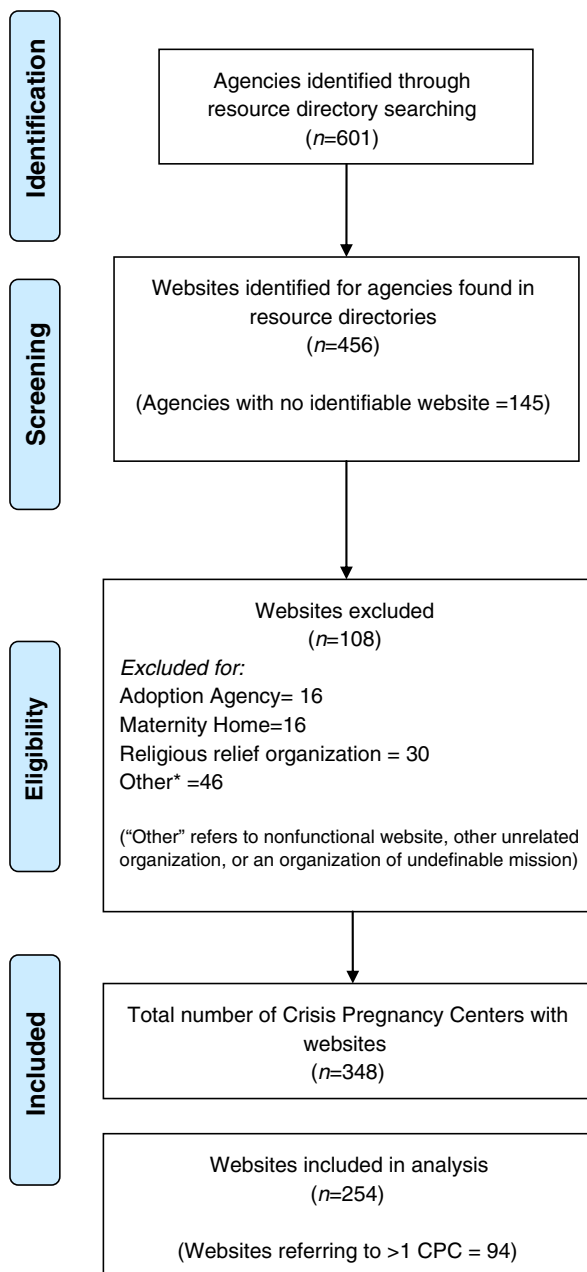 Identification
Agencies identified through
resource directory searching
(n=601)
Screening
Websites identified for agencies found in
resource directories
(n=456)
(Agencies with no identifiable website =145)
Eligibility
Websites excluded
(n=108)
Excluded for:
Adoption Agency= 16
Maternity Home=16
Religious relief organization = 30
Other* =46
(“Other” refers to nonfunctional website, other unrelated
organization, or an organization of undefinable mission)
Included
Total number of Crisis Pregnancy Centers with
websites
(n=348)
Websites included in analysis
(n=254)
(Websites referring to >1 CPC = 94)